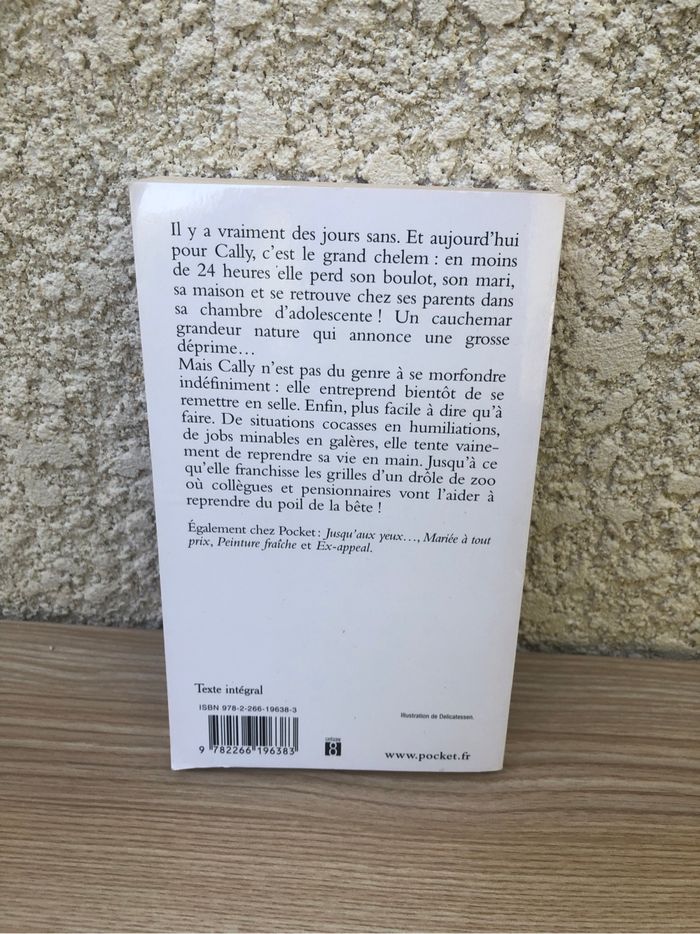 Il y a vraiment des jours sans. Et aujourd'hui
pour Cally, c'est le grand chelem : en moins
de 24 heures elle perd son boulot, son mari,
sa maison et se retrouve chez ses parents dans
sa chambre d'adolescente ! Un cauchemar
grandeur nature qui annonce une grosse
déprime…
Mais Cally n'est pas du genre à se morfondre
indéfiniment : elle entreprend bientôt de se
remettre en selle. Enfin, plus facile à dire qu'à
faire. De situations cocasses en humiliations,
de jobs minables en galères, elle tente vaine-
ment de reprendre sa vie en main. Jusqu'à ce
qu'elle franchisse les grilles d'un drôle de zoo
où collègues et pensionnaires vont l'aider à
reprendre du poil de la bête !
Également chez Pocket : Jusqu'aux yeux…, Mariée à tout
prix, Peinture fraîche et Ex-appeal.
Texte intégral
ISBN 978-2-266-19638-3
Illustration de Delicatessen.
9 782266 196383
8
www.pocket.fr